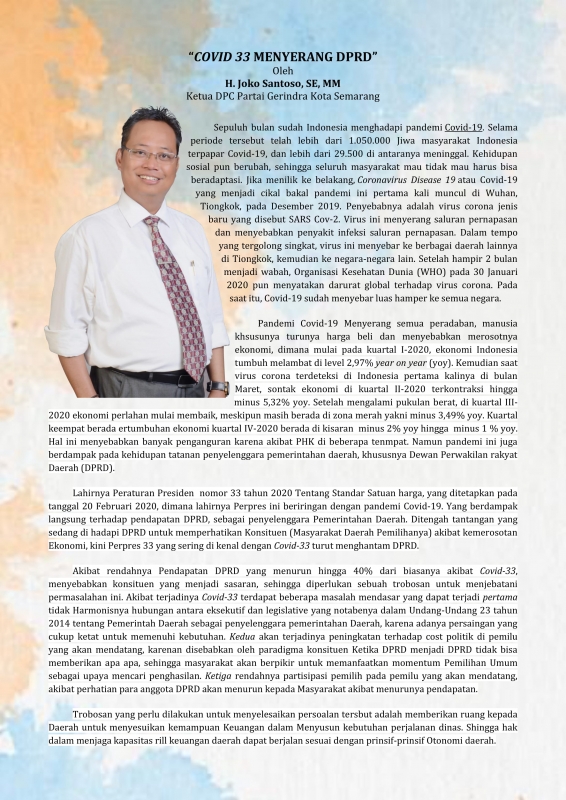 “COVID 33 MENYERANG DPRD”
Oleh
H. Joko Santoso, SE, MM
Ketua DPC Partai Gerindra Kota Semarang
Sepuluh bulan sudah Indonesia menghadapi pandemi Covid-19. Selama
periode tersebut telah lebih dari 1.050.000 Jiwa masyarakat Indonesia
terpapar Covid-19, dan lebih dari 29.500 di antaranya meninggal. Kehidupan
sosial pun berubah, sehingga seluruh masyarakat mau tidak mau harus bisa
beradaptasi. Jika menilik ke belakang, Coronavirus Disease 19 atau Covid-19
yang menjadi cikal bakal pandemi ini pertama kali muncul di Wuhan,
Tiongkok, pada Desember 2019. Penyebabnya adalah virus corona jenis
baru yang disebut SARS Cov-2. Virus ini menyerang saluran pernapasan
dan menyebabkan penyakit infeksi saluran pernapasan. Dalam tempo
yang tergolong singkat, virus ini menyebar ke berbagai daerah lainnya
di Tiongkok, kemudian ke negara-negara lain. Setelah hampir 2 bulan
menjadi wabah, Organisasi Kesehatan Dunia (WHO) pada 30 Januari
2020 pun menyatakan darurat global terhadap virus corona. Pada
saat itu, Covid-19 sudah menyebar luas hamper ke semua negara.
Pandemi Covid-19 Menyerang semua peradaban, manusia
khsusunya turunya harga beli dan menyebabkan merosotnya
ekonomi, dimana mulai pada kuartal I-2020, ekonomi Indonesia
tumbuh melambat di level 2,97% year on year (yoy). Kemudian saat
virus corona terdeteksi di Indonesia pertama kalinya di bulan
Maret, sontak ekonomi di kuartal II-2020 terkontraksi hingga
minus 5,32% yoy. Setelah mengalami pukulan berat, di kuartal III-
2020 ekonomi perlahan mulai membaik, meskipun masih berada di zona merah yakni minus 3,49% yoy. Kuartal
keempat berada ertumbuhan ekonomi kuartal IV-2020 berada di kisaran minus 2% yoy hingga minus 1 % yoy.
Hal ini menyebabkan banyak penganguran karena akibat PHK di beberapa tenmpat. Namun pandemi ini juga
berdampak pada kehidupan tatanan penyelenggara pemerintahan daerah, khususnya Dewan Perwakilan rakyat
Daerah (DPRD).
Lahirnya Peraturan Presiden nomor 33 tahun 2020 Tentang Standar Satuan harga, yang ditetapkan pada
tanggal 20 Februari 2020, dimana lahirnya Perpres ini beriringan dengan pandemi Covid-19. Yang berdampak
langsung terhadap pendapatan DPRD, sebagai penyelenggara Pemerintah Daerah. Ditengah tantangan yang
sedang di hadapi DPRD untuk memperhatikan Konsituen (Masyarakat Daerah Pemilihanya) akibat kemerosotan
Ekonomi, kini Perpres 33 yang sering di kenal dengan Covid-33 turut menghantam DPRD.
Akibat rendahnya Pendapatan DPRD yang menurun hingga 40% dari biasanya akibat Covid-33,
menyebabkan konsituen yang menjadi sasaran, sehingga diperlukan sebuah trobosan untuk menjebatani
permasalahan ini. Akibat terjadinya Covid-33 terdapat beberepa masalah mendasar yang dapat terjadi pertama
tidak Harmonisnya hubungan antara eksekutif dan legislative yang notabenya dalam Undang-Undang 23 tahun
2014 tentang Pemerintah Daerah sebagai penyelenggara pemerintahan Daerah, karena adanya persaingan yang
cukup ketat untuk memenuhi kebutuhan. Kedua akan terjadinya peningkatan terhadap cost politik di pemilu
yang akan mendatang, karenan disebabkan oleh paradigma konsituen Ketika DPRD menjadi DPRD tidak bisa
memberikan apa apa, sehingga masyarakat akan berpikir untuk memanfaatkan momentum Pemilihan Umum
sebagai upaya mencari penghasilan. Ketiga rendahnya partisipasi pemilih pada pemilu yang akan mendatang,
akibat perhatian para anggota DPRD akan menurun kepada Masyarakat akibat menurunya pendapatan.
Trobosan yang perlu dilakukan untuk menyelesaikan persoalan tersbut adalah memberikan ruang kepada
Daerah untuk menyesuikan kemampuan Keuangan dalam Menyusun kebutuhan perjalanan dinas. Shingga hak
dalam menjaga kapasitas rill keuangan daerah dapat berjalan sesuai dengan prinsif-prinsif Otonomi daerah.